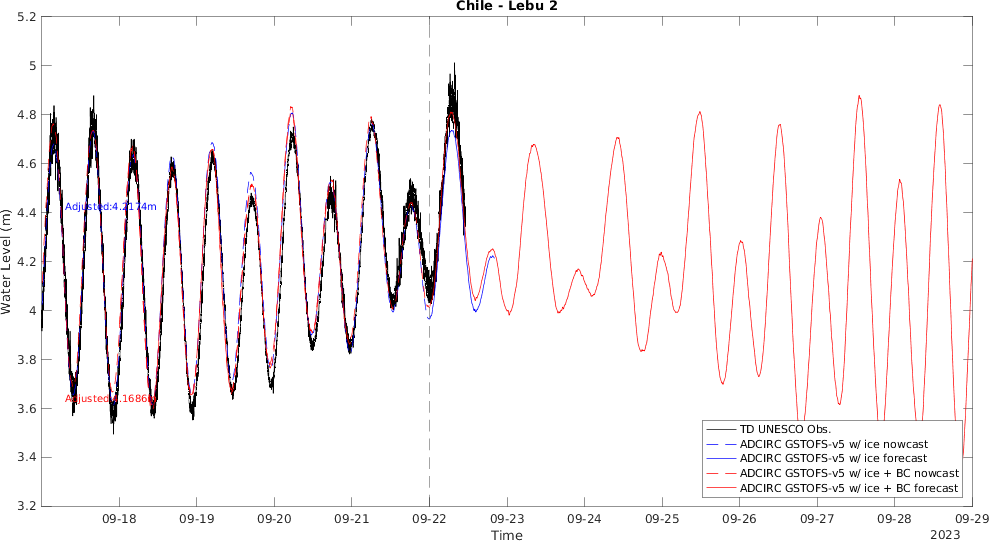 Chile - Lebu 2
5.2
5
4.8
4.6
4.4
4.2
4
3.8
3.6
3.4
3.2
Water Level (m)
Adjusted:4.2174m
09-18
09-19
09-20
09-21
09-22
09-23
09-24
09-25
09-26
09-27
09-28
09-29
Time
2023
TD UNESCO Obs.
ADCIRC GSTOFS-v5 w/ ice nowcast
ADCIRC GSTOFS-v5 w/ ice forecast
ADCIRC GSTOFS-v5 w/ ice + BC nowcast
ADCIRC GSTOFS-v5 w/ ice + BC forecast